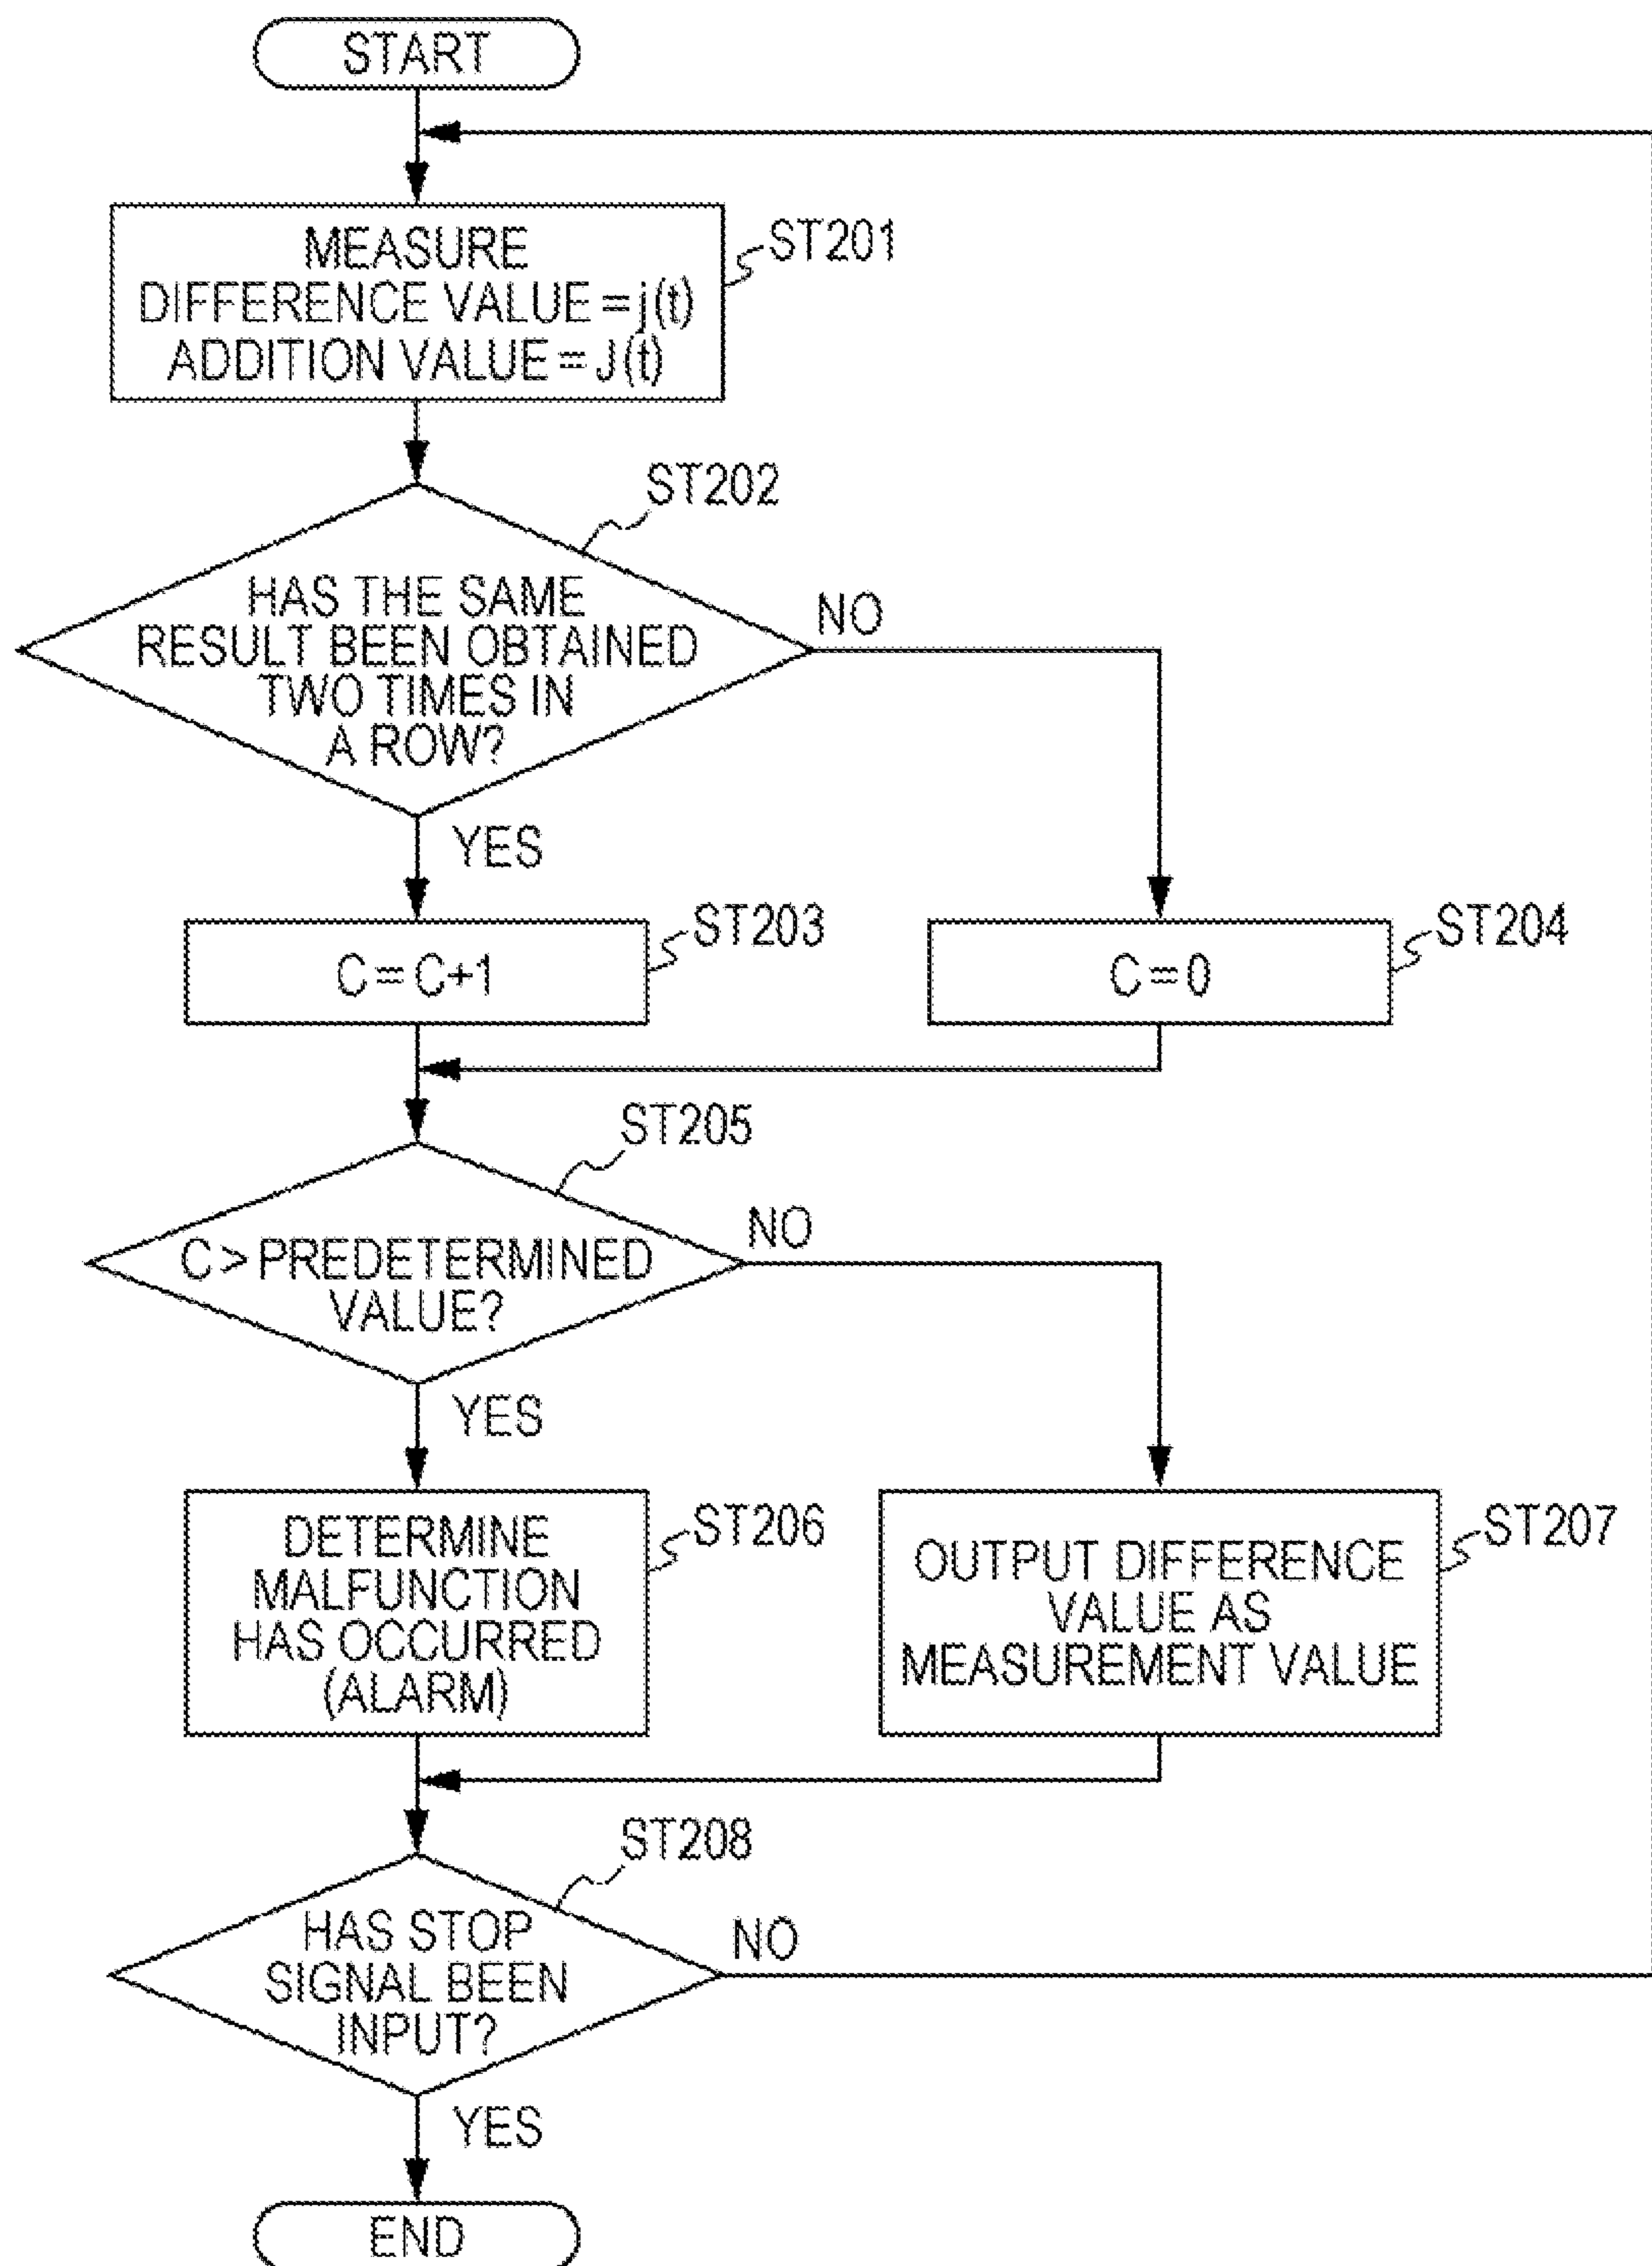 START
MEASURE
DIFFERENCE VALUE = j(t)
ADDITION VALUE = J(t)
ST201
ST202
HAS THE SAME
RESULT BEEN OBTAINED
TWO TIMES IN
A ROW?
NO
YES
C = C+1
ST203
C = 0
ST204
ST205
C > PREDETERMINED
VALUE?
NO
YES
DETERMINE
MALFUNCTION
HAS OCCURRED
(ALARM)
ST206
OUTPUT DIFFERENCE
VALUE AS
MEASUREMENT VALUE
ST207
ST208
HAS STOP
SIGNAL BEEN
INPUT?
NO
YES
END